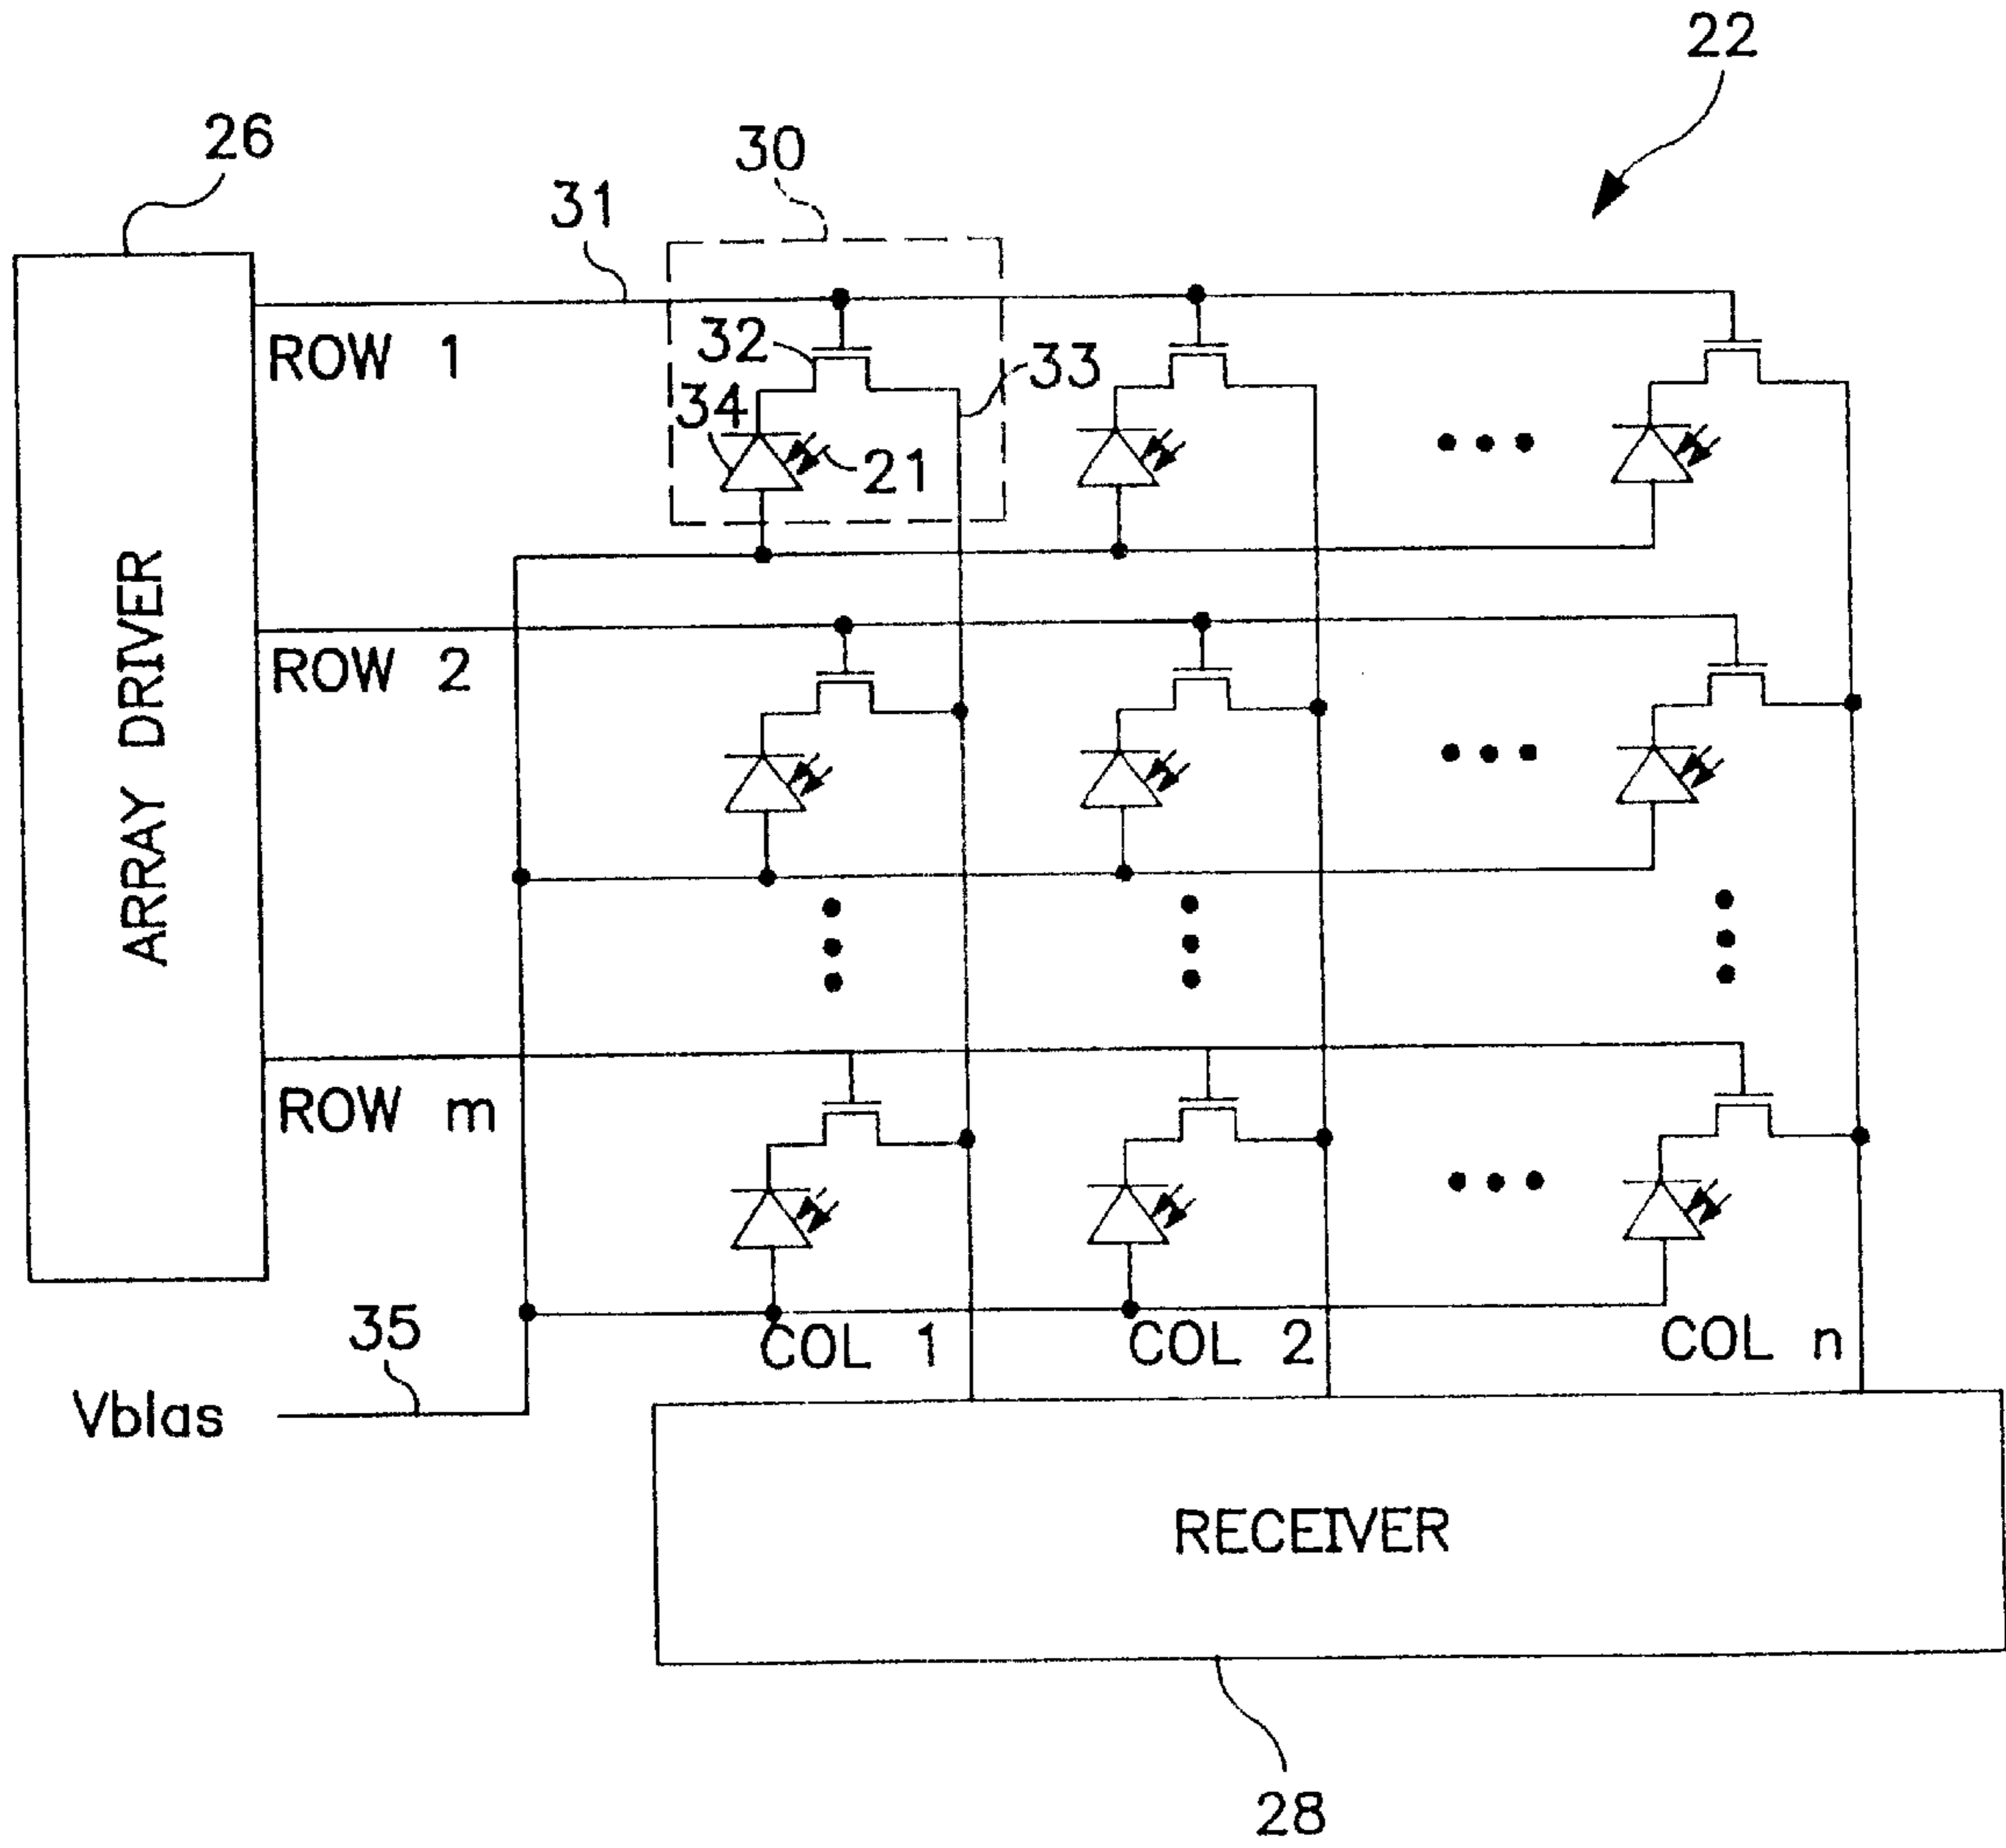 22
26
30
31
ROW 1
32
33
34
21
ARRAY DRIVER
ROW 2
ROW m
35
COL 1
COL 2
COL n
Vbias
RECEIVER
28